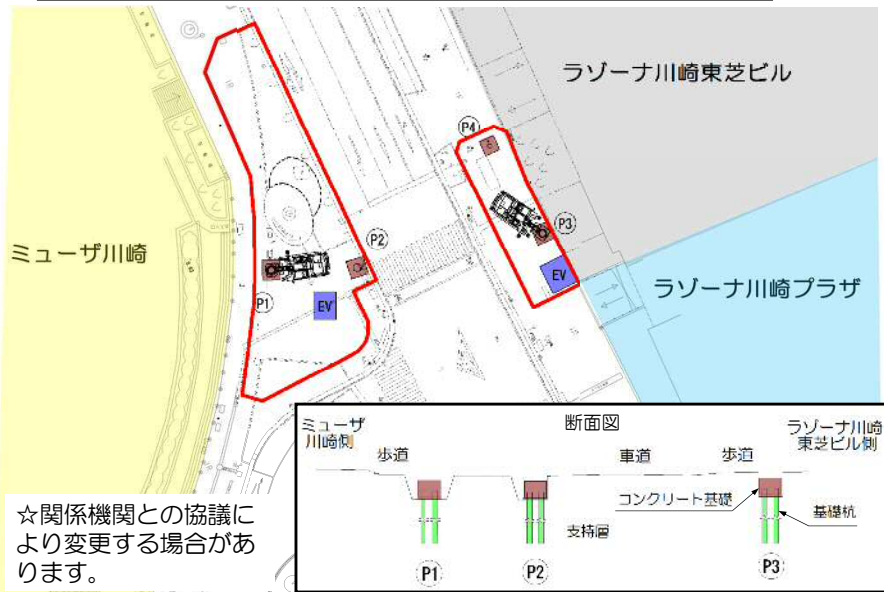 ラゾーナ川崎東芝ビル
P4
P3
P2
ミューザ川崎
EV
ラゾーナ川崎プラザ
P1
EV
断面図
ミューザ
川崎側
歩道
車道
歩道
ラゾーナ川崎
東芝ビル側
コンクリート基礎
基礎杭
支持層
P1
P2
P3
☆関係機関との協議に
より変更する場合があ
ります。